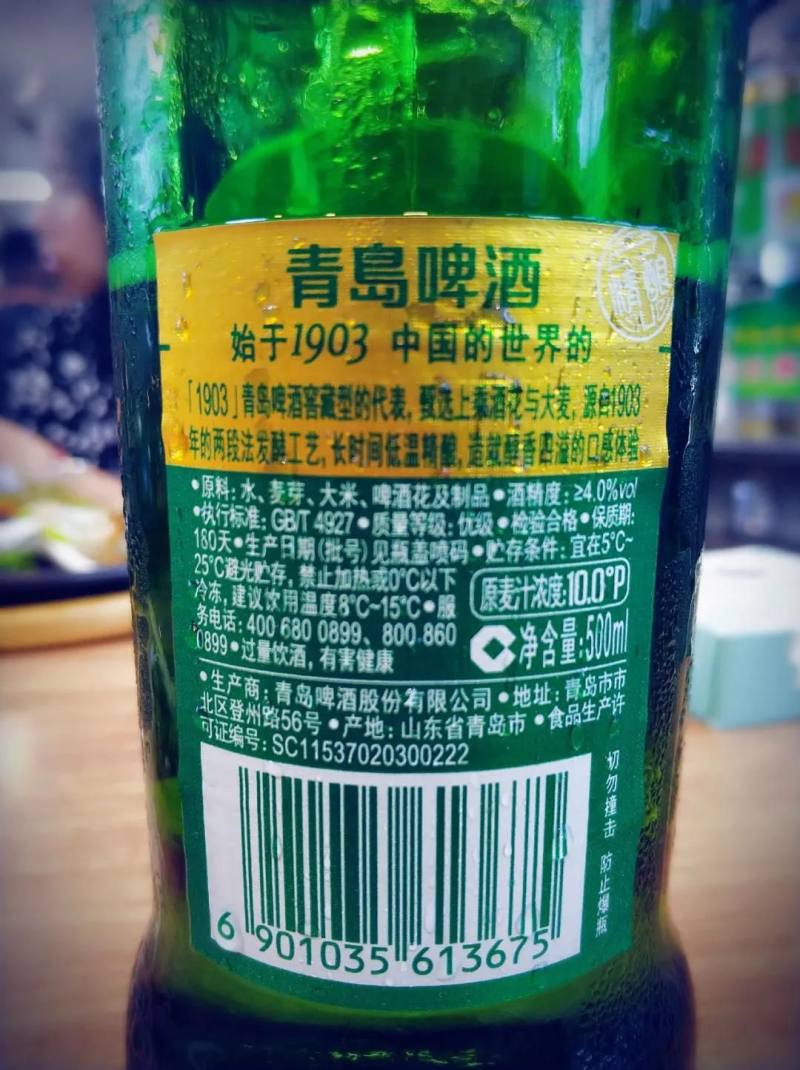 青島啤酒
精酿
始于1903 中国的世界的
「1903」青岛啤酒窖藏型的代表, 甄选上乘酒花与大麦, 源自1903
年的两段法发酵工艺, 长时间低温精酿, 造就醇香四溢的口感体验
•原料: 水、麦芽、大米、啤酒花及制品•酒精度: ≥4.0%vol
•执行标准: GB/T 4927•质量等级: 优级•检验合格•保质期:
180天•生产日期(批号)见瓶盖喷码•贮存条件: 宜在5°C~
25°C避光贮存, 禁止加热或0°C以下
冷冻, 建议饮用温度8°C~15°C•服
务电话: 400 680 0899、800-860
0899•过量饮酒, 有害健康
原麦汁浓度:10.0°P
净含量:500ml
•生产商: 青岛啤酒股份有限公司•地址: 青岛市市
北区登州路56号•产地: 山东省青岛市•食品生产许
可证编号: SC11537020300222
切勿撞击 防止爆瓶
6 901035 613675